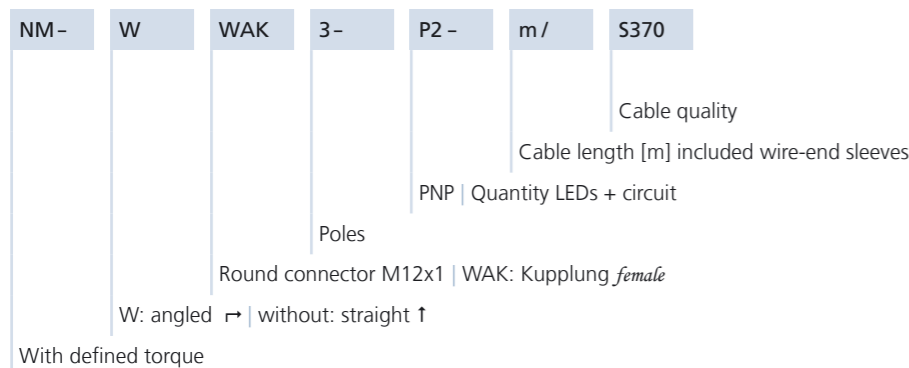 NM- W WAK 3- P2- m/ S370
Cable quality
Cable length [m] included wire-end sleeves
PNP | Quantity LEDs + circuit
Poles
Round connector M12x1 | WAK: Kupplung female
W: angled ↱ | without: straight ↑
With defined torque